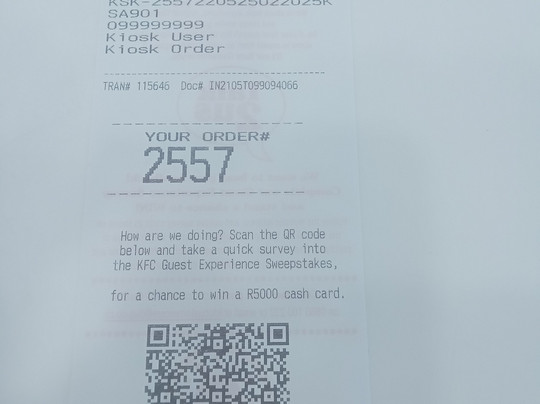 KSK-2557220525022025K
SA901
099999999
Kiosk User
Kiosk Order
TRAN# 115646 Doc# IN2105T099094066
YOUR ORDER#
2557
How are we doing? Scan the QR code
below and take a quick survey into
the KFC Guest Experience Sweepstakes,
for a chance to win a R5000 cash card.